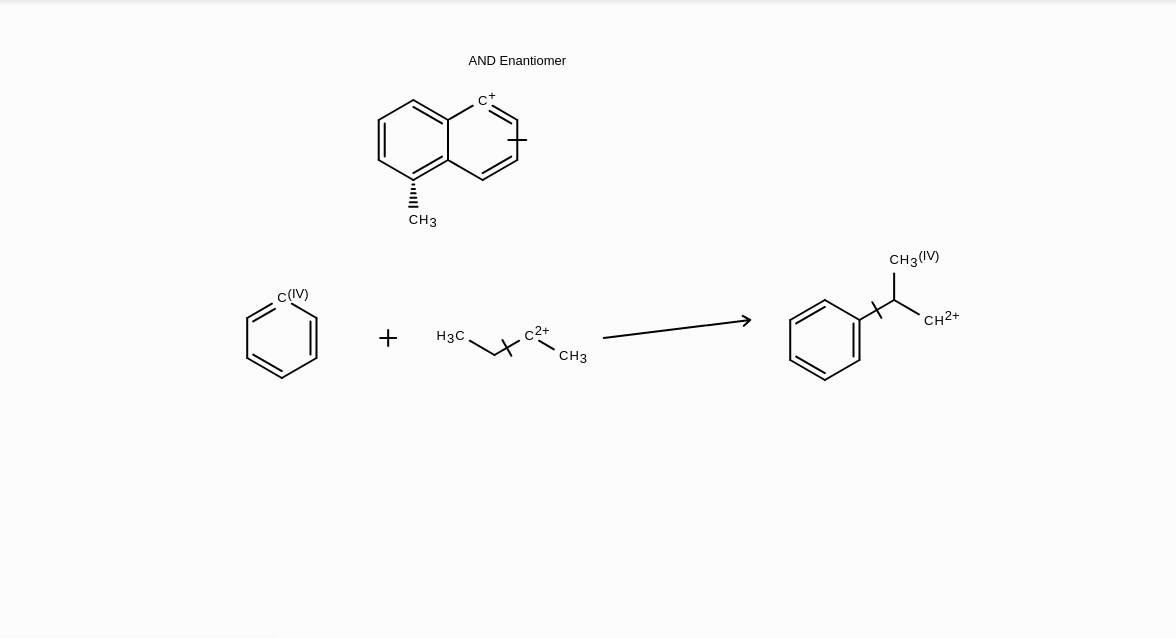 AND Enantiomer
C+
CH3
CH3(IV)
C(IV)
CH2+
H3C
C2+
+
CH3